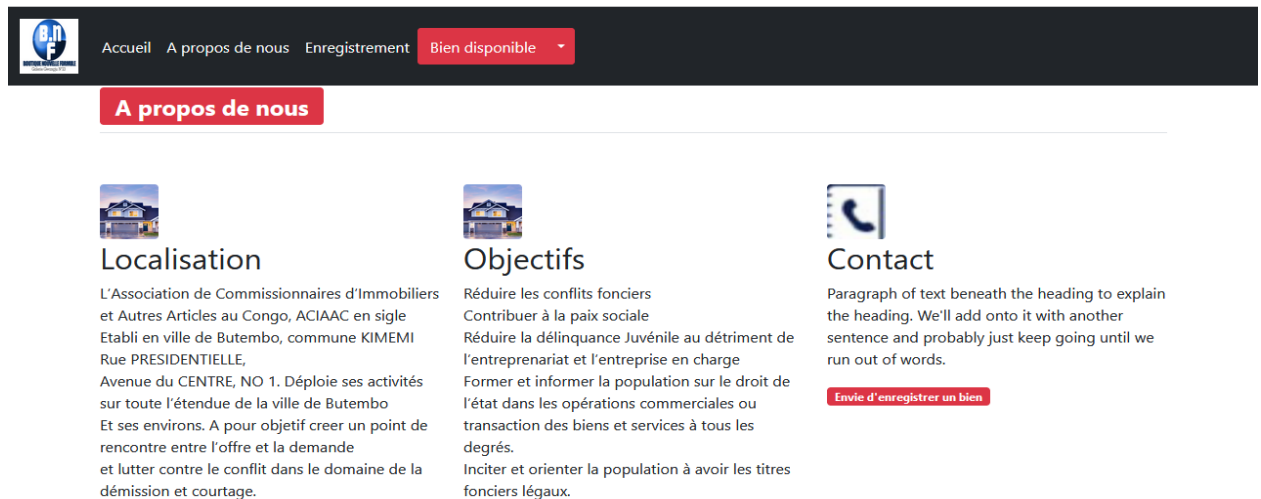 B.n
F
BOUTIQUE NOUVELLE FORMULE
Accueil A propos de nous Enregistrement Bien disponible
A propos de nous
Localisation
L'Association de Commissionnaires d'Immobiliers
et Autres Articles au Congo, ACIAAC en sigle
Etabli en ville de Butembo, commune KIMEMI
Rue PRESIDENTIELLE,
Avenue du CENTRE, NO 1. Déploie ses activités
sur toute l'étendue de la ville de Butembo
Et ses environs. A pour objetif creer un point de
rencontre entre l'offre et la demande
et lutter contre le conflit dans le domaine de la
démission et courtage.
Objectifs
Réduire les conflits fonciers
Contribuer à la paix sociale
Réduire la délinquance Juvénile au détriment de
l'entreprenariat et l'entreprise en charge
Former et informer la population sur le droit de
l'état dans les opérations commerciales ou
transaction des biens et services à tous les
degrés.
Inciter et orienter la population à avoir les titres
fonciers légaux.
Contact
Paragraph of text beneath the heading to explain
the heading. We'll add onto it with another
sentence and probably just keep going until we
run out of words.
Envie d'enregistrer un bien